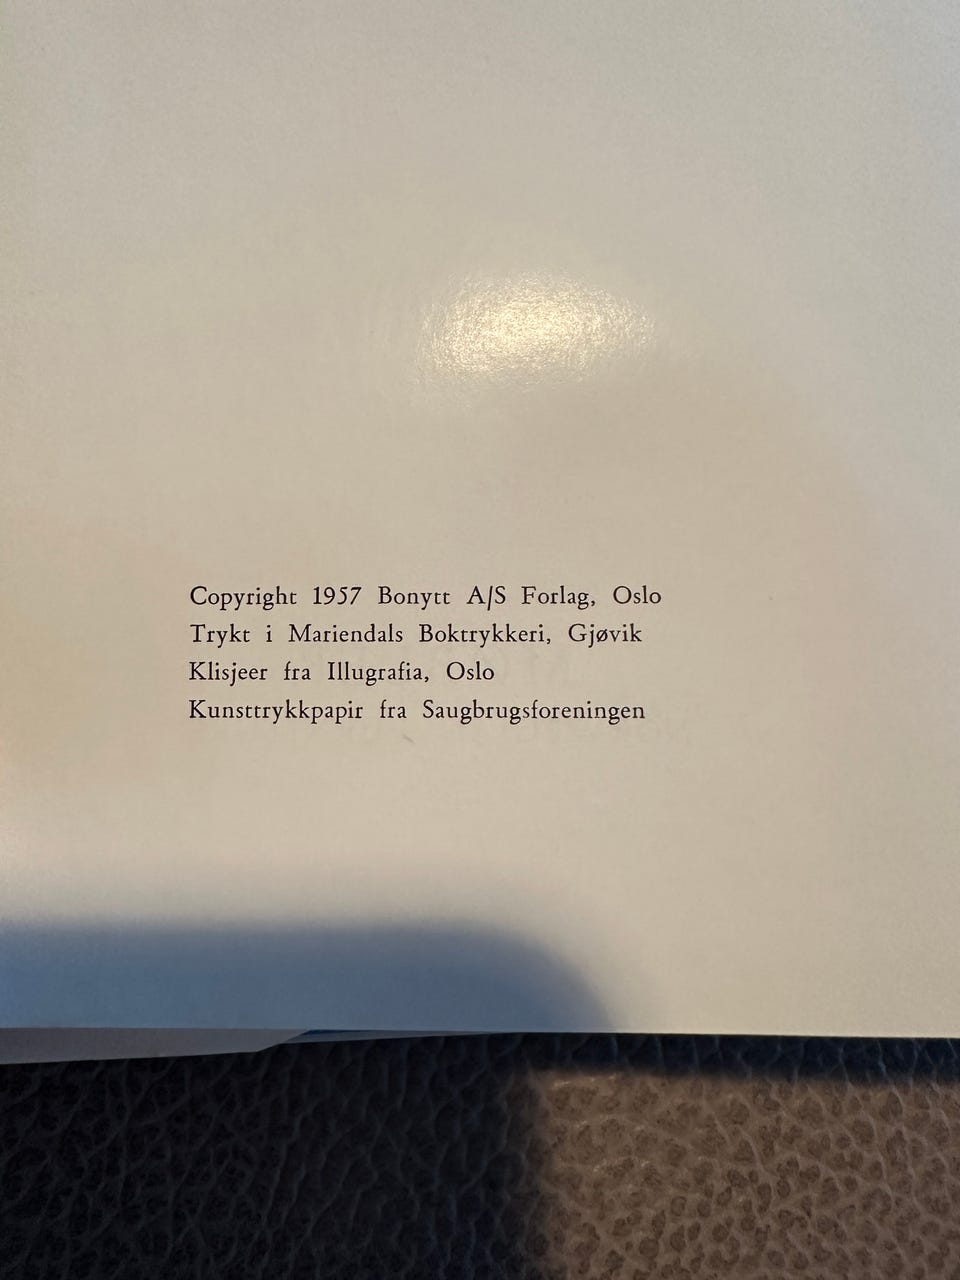 Copyright 1957 Bonytt A/S Forlag, Oslo
Trykt i Mariendals Boktrykkeri, Gjøvik
Klisjeer fra Illugrafia, Oslo
Kunsttrykkpapir fra Saugbrugsforeningen